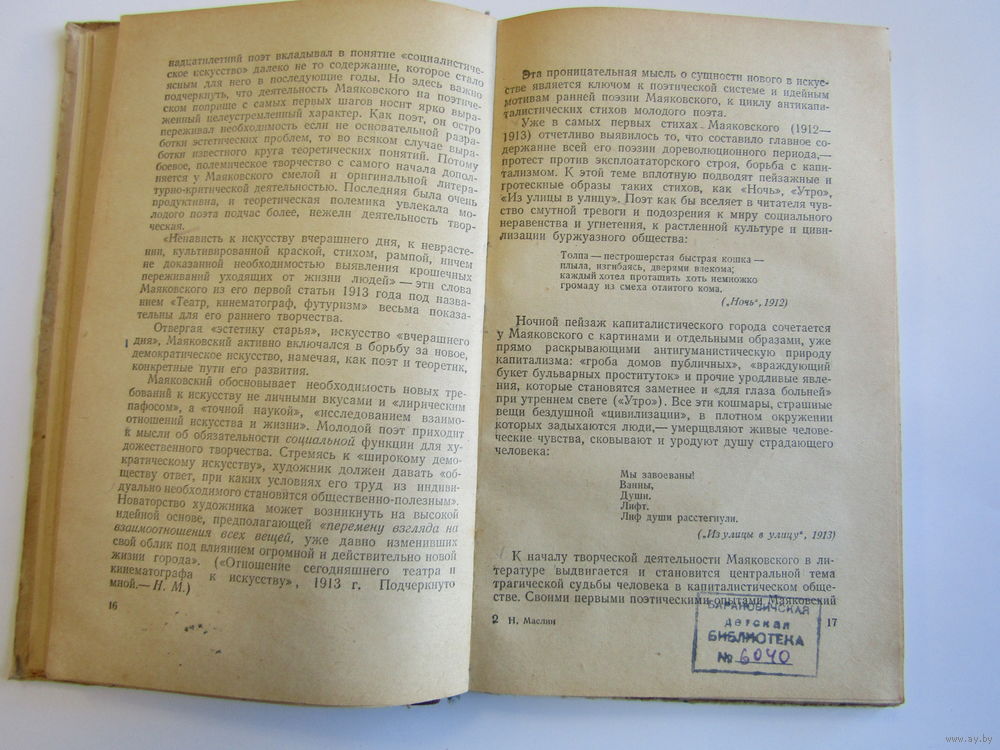 надцатилетний поэт вкладывал в понятие «социалистиче-
ское искусство» далеко не то содержание, которое стало
ясным для него в последующие годы. Но здесь важно
подчеркнуть, что деятельность Маяковского на поэтиче-
ском поприще с самых первых шагов носит ярко выра-
женный целеустремленный характер. Как поэт, он остро
переживал необходимость если не основательной разра-
ботки эстетических проблем, то во всяком случае выра-
ботки известного круга теоретических понятий. Потому
боевое, полемическое творчество с самого начала допол-
няется у Маяковского смелой и оригинальной литера-
турно-критической деятельностью. Последняя была очень
продуктивна, и теоретическая полемика увлекала мо-
лодого поэта подчас более, нежели деятельность твор-
ческая.
«Ненависть к искусству вчерашнего дня, к неврасте-
нии, культивированной краской, стихом, рампой, ничем
не доказанной необходимостью выявления крошечных
переживаний уходящих от жизни людей» — эти слова
Маяковского из его первой статьи 1913 года под назва-
нием «Театр, кинематограф, футуризм» весьма показа-
тельны для его раннего творчества.
Отвергая «эстетику старья», искусство «вчерашнего
дня», Маяковский активно включался в борьбу за новое,
демократическое искусство, намечая, как поэт и теоретик,
конкретные пути его развития.
Маяковский обосновывает необходимость новых тре-
бований к искусству не личными вкусами и «лирическим
пафосом», а «точной наукой», «исследованием взаимо-
отношений искусства и жизни». Молодой поэт приходит
к мысли об обязательности социальной функции для ху-
дожественного творчества. Стремясь к «широкому демо-
кратическому искусству», художник должен давать «об-
ществу ответ, при каких условиях его труд из индиви-
дуально необходимого становится общественно-полезным».
Новаторство художника может возникнуть на высокой
идейной основе, предполагающей «перемену взгляда на
взаимоотношения всех вещей, уже давно изменивших
свой облик под влиянием огромной и действительно новой
жизни города». («Отношение сегодняшнего театра и
кинематографа к искусству», 1913 г. Подчеркнуто
мной.— Н. М.)
16
Эта проницательная мысль о сущности нового в искус-
стве является ключом к поэтической системе и идейным
мотивам ранней поэзии Маяковского, к циклу антикапи-
талистических стихов молодого поэта.
Уже в самых первых стихах Маяковского (1912—
1913) отчетливо выявилось то, что составило главное со-
держание всей его поэзии дореволюционного периода,—
протест против эксплоататорского строя, борьба с капи-
тализмом. К этой теме вплотную подводят пейзажные и
гротескные образы таких стихов, как «Ночь», «Утро»,
«Из улицы в улицу». Поэт как бы вселяет в читателя чув-
ство смутной тревоги и подозрения к миру социального
неравенства и угнетения, к растленной культуре и циви-
лизации буржуазного общества:
Толпа — пестрошерстая быстрая кошка —
плыла, изгибаясь, дверями влекома;
каждый хотел протащить хоть немножко
громаду из смеха отлитого кома.
(„Ночь“, 1912)
Ночной пейзаж капиталистического города сочетается
у Маяковского с картинами и отдельными образами, уже
прямо раскрывающими антигуманистическую природу
капитализма: «гроба домов публичных», «враждующий
букет бульварных проституток» и прочие уродливые явле-
ния, которые становятся заметнее и «для глаза больней»
при утреннем свете («Утро»). Все эти кошмары, страшные
вещи бездушной «цивилизации», в плотном окружении
которых задыхаются люди,— умерщвляют живые челове-
ческие чувства, сковывают и уродуют душу страдающего
человека:
Мы завоеваны!
Ванны,
Души.
Лифт.
Лиф души расстегнули.
(„Из улицы в улицу“, 1913)
К началу творческой деятельности Маяковского в ли-
тературе выдвигается и становится центральной тема
трагической судьбы человека в капиталистическом обще-
стве. Своими первыми поэтическими опытами Маяковский
2 Н. Маслин
17
БАРАНОВИЧСКАЯ
детская
БИБЛИОТЕКА
№ 6040
www.ay.by